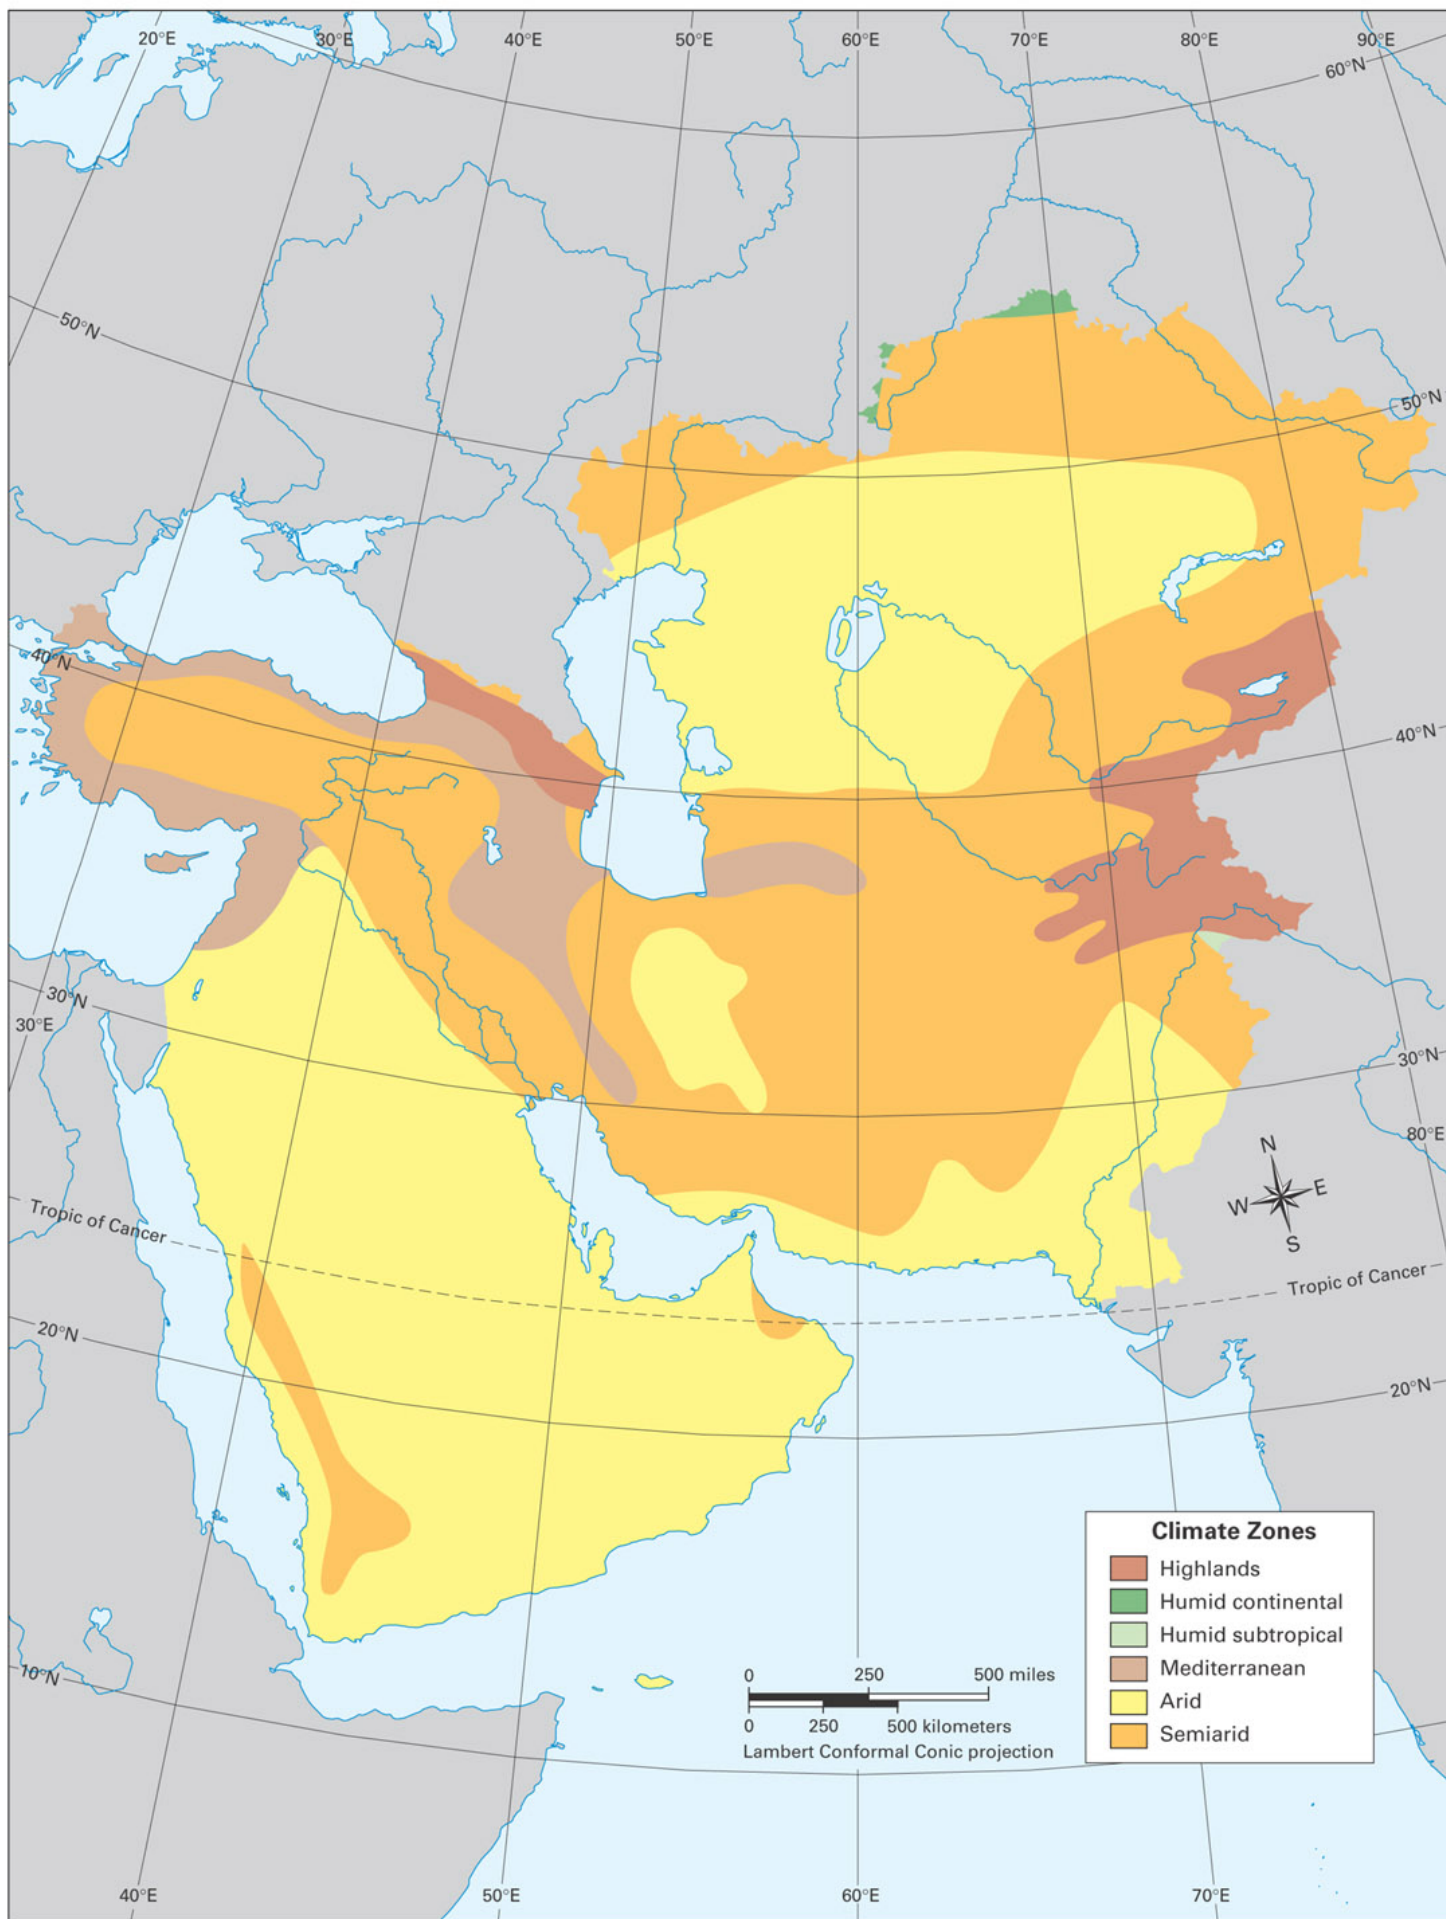 20°E 30°E 40°E 50°E 60°E 70°E 80°E 90°E
60°N
50°N
50°N
40°N
40°N
30°N
30°E
30°N
80°E
N
W E
S
Tropic of Cancer
Tropic of Cancer
20°N
20°N
Climate Zones
Highlands
Humid continental
Humid subtropical
Mediterranean
Arid
Semiarid
10°N
0 250 500 miles
0 250 500 kilometers
Lambert Conformal Conic projection
40°E 50°E 60°E 70°E